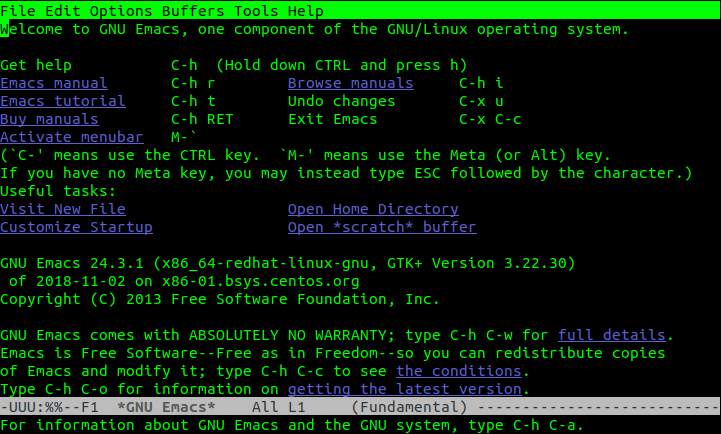 File Edit Options Buffers Tools Help
Welcome to GNU Emacs, one component of the GNU/Linux operating system.
Get help           C-h  (Hold down CTRL and press h)
Emacs manual       C-h r        Browse manuals     C-h i
Emacs tutorial     C-h t        Undo changes       C-x u
Buy manuals        C-h RET      Exit Emacs         C-x C-c
Activate menubar   M-`
(`C-' means use the CTRL key.  `M-' means use the Meta (or Alt) key.
If you have no Meta key, you may instead type ESC followed by the character.)
Useful tasks:
Visit New File                  Open Home Directory
Customize Startup               Open *scratch* buffer
GNU Emacs 24.3.1 (x86_64-redhat-linux-gnu, GTK+ Version 3.22.30)
 of 2018-11-02 on x86-01.bsys.centos.org
Copyright (C) 2013 Free Software Foundation, Inc.
GNU Emacs comes with ABSOLUTELY NO WARRANTY; type C-h C-w for full details.
Emacs is Free Software--Free as in Freedom--so you can redistribute copies
of Emacs and modify it; type C-h C-c to see the conditions.
Type C-h C-o for information on getting the latest version.
-UUU:%%--F1  *GNU Emacs*    All L1     (Fundamental) ---------------------------
For information about GNU Emacs and the GNU system, type C-h C-a.